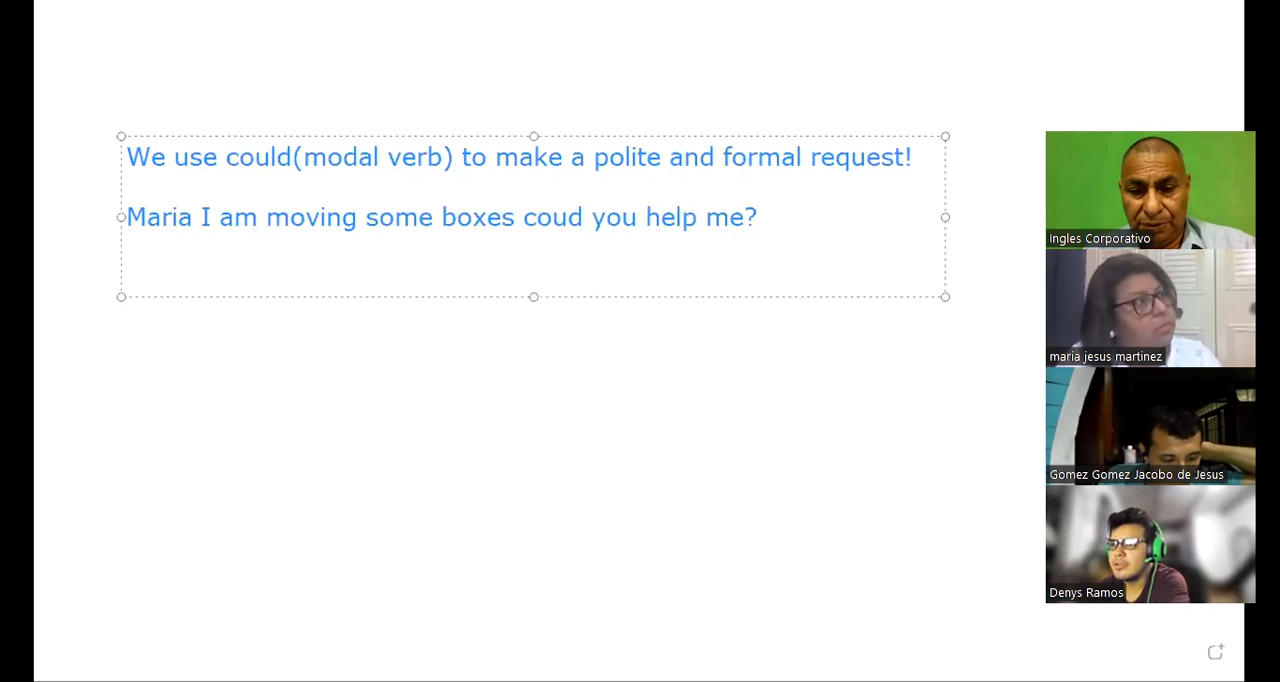 We use could(modal verb) to make a polite and formal request!
Maria I am moving some boxes coud you help me?
Ingles Corporativo
maria jesus martinez
Gomez Gomez Jacobo de Jesus
Denys Ramos